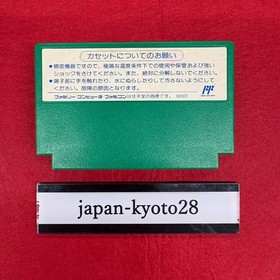 カセットについてのお願い
●精密機器ですので、極端な温度条件下での使用や保管および強い
ショックをさけてください。また、絶対に分解しないでください。
●端子部に手を触れたり、水にぬらしたりして汚さないようにして
ください。故障の原因となります。
ファミリーコンピュータ ファミコンは任天堂の商標です。
japan-kyoto28